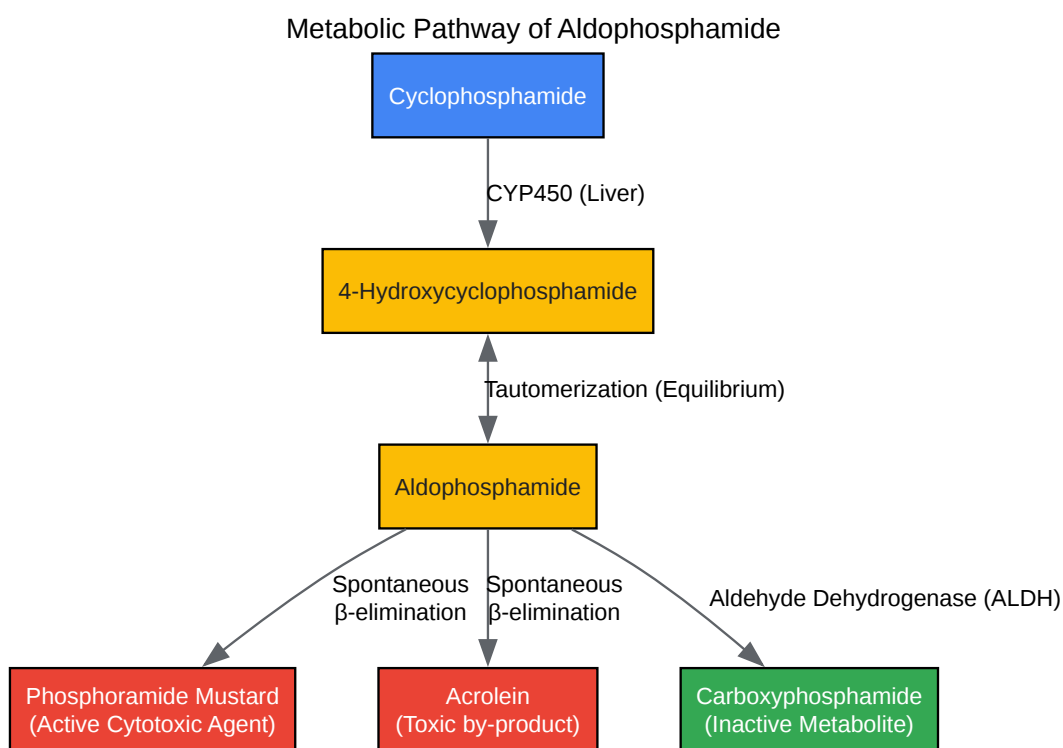 Metabolic Pathway of Aldophosphamide
Cyclophosphamide
CYP450 (Liver)
4-Hydroxycyclophosphamide
Tautomerization (Equilibrium)
Aldophosphamide
Spontaneous
β-elimination
Spontaneous
β-elimination
Aldehyde Dehydrogenase (ALDH)
Phosphoramide Mustard
(Active Cytotoxic Agent)
Acrolein
(Toxic by-product)
Carboxyphosphamide
(Inactive Metabolite)